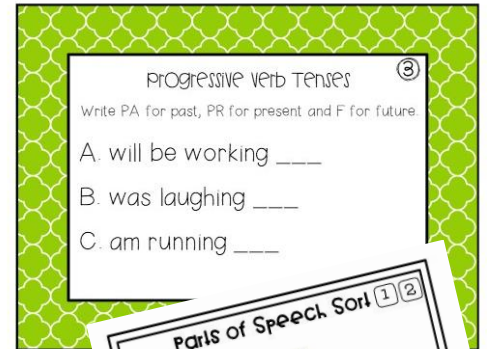 3
Progressive Verb Tenses
Write PA for past, PR for present and F for future.
A. will be working ___
B. was laughing ___
C. am running ___
Parts of Speech Sort 1 2